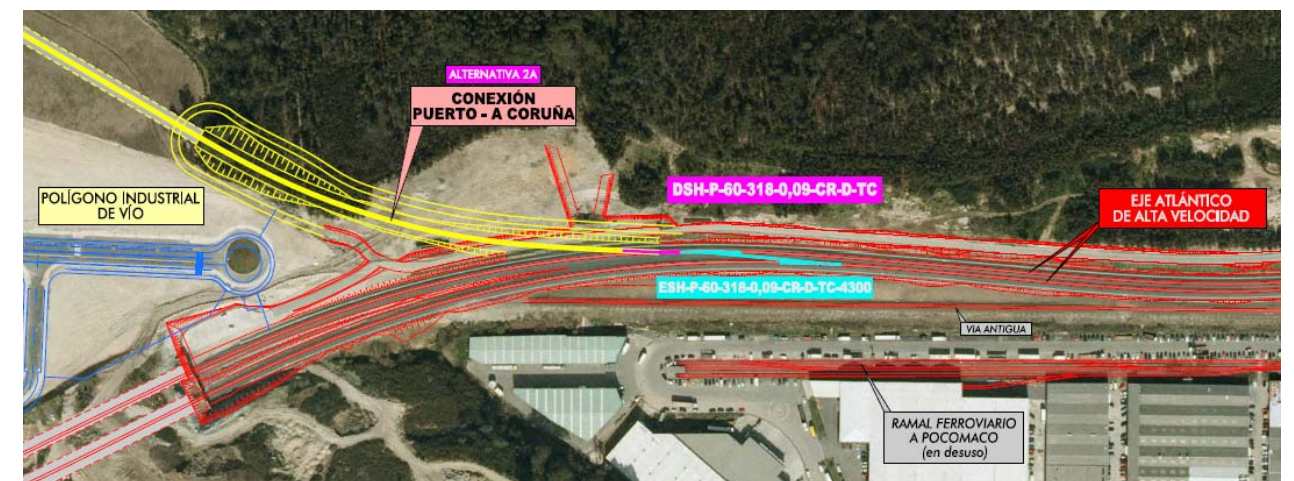 ALTERNATIVA 2A
CONEXIÓN
PUERTO - A CORUÑA
DSH-P-60-318-0,09-CR-D-TC
POLÍGONO INDUSTRIAL
DE VÍO
EJE ATLÁNTICO
DE ALTA VELOCIDAD
ESH-P-60-318-0,09-CR-D-TC-4300
VIA ANTIGUA
RAMAL FERROVIARIO
A POCOMACO
(en desuso)